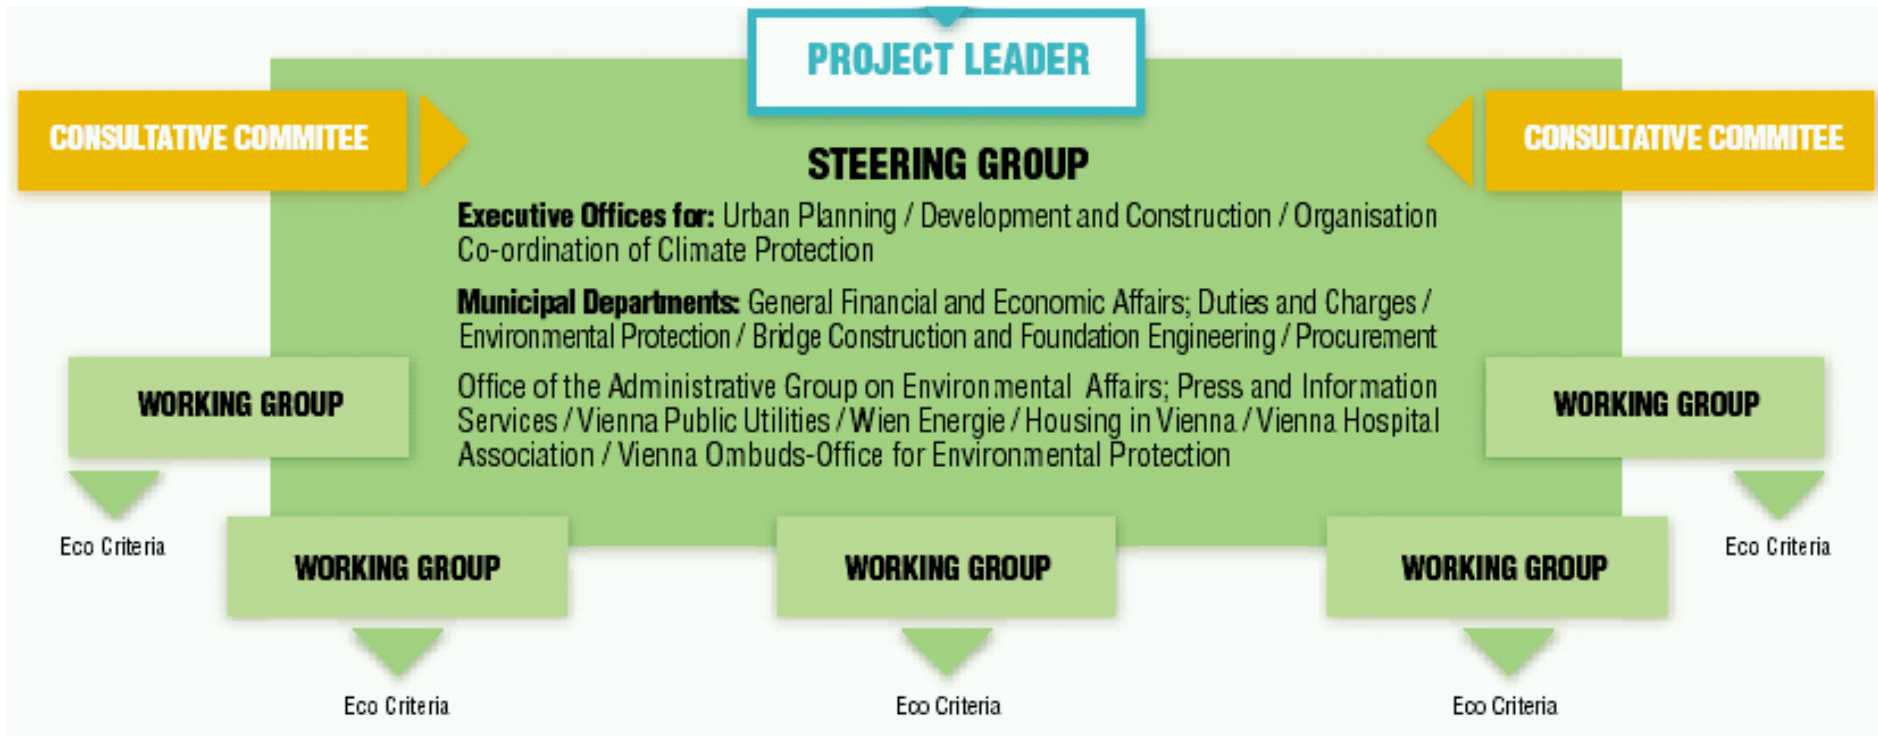 PROJECT LEADER
CONSULTATIVE COMMITEE
CONSULTATIVE COMMITEE
STEERING GROUP
Executive Offices for: Urban Planning / Development and Construction / Organisation
Co-ordination of Climate Protection
Municipal Departments: General Financial and Economic Affairs; Duties and Charges /
Environmental Protection / Bridge Construction and Foundation Engineering / Procurement
Office of the Administrative Group on Environmental Affairs; Press and Information
Services / Vienna Public Utilities / Wien Energie / Housing in Vienna / Vienna Hospital
Association / Vienna Ombuds-Office for Environmental Protection
WORKING GROUP
WORKING GROUP
Eco Criteria
Eco Criteria
WORKING GROUP
WORKING GROUP
WORKING GROUP
Eco Criteria
Eco Criteria
Eco Criteria